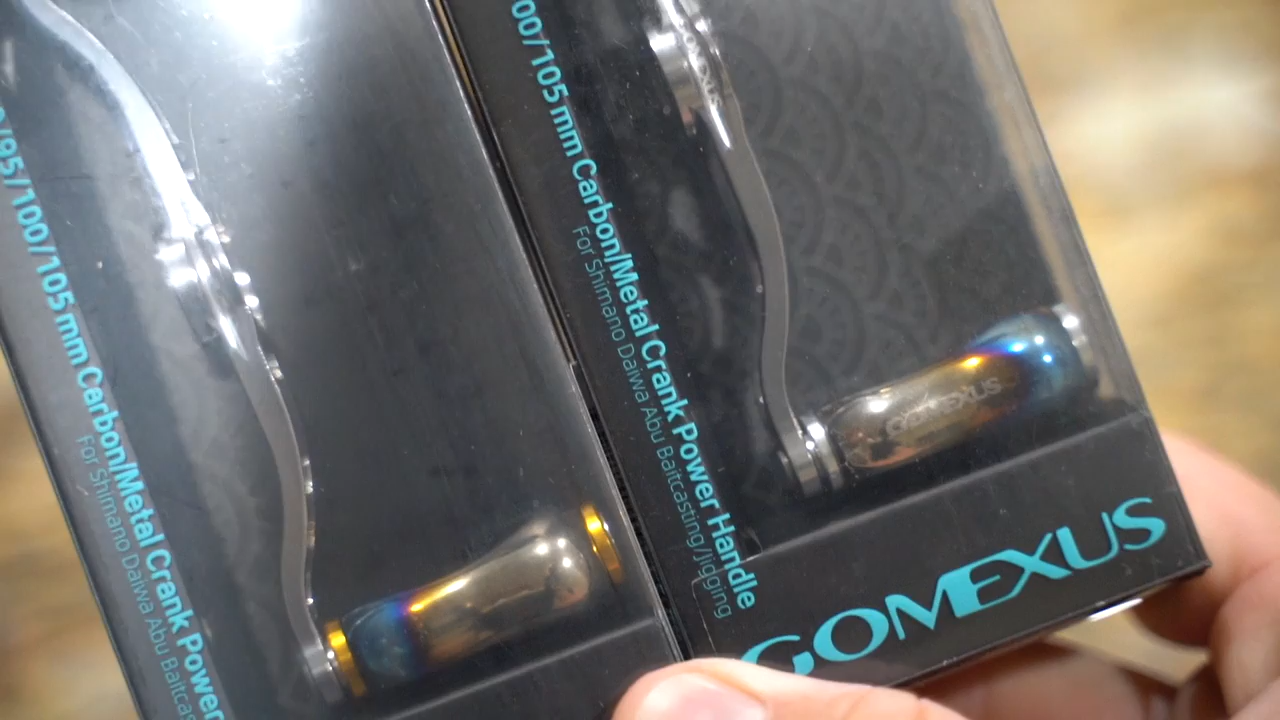 /95/100/105 mm Carbon/Metal Crank Power
For Shimano Daiwa Abu Baitcas
00/105 mm Carbon/Metal Crank Power Handle
For Shimano Daiwa Abu Baitcasting/Jigging
GOMEXUS
GOMEXUS
GOMEXUS